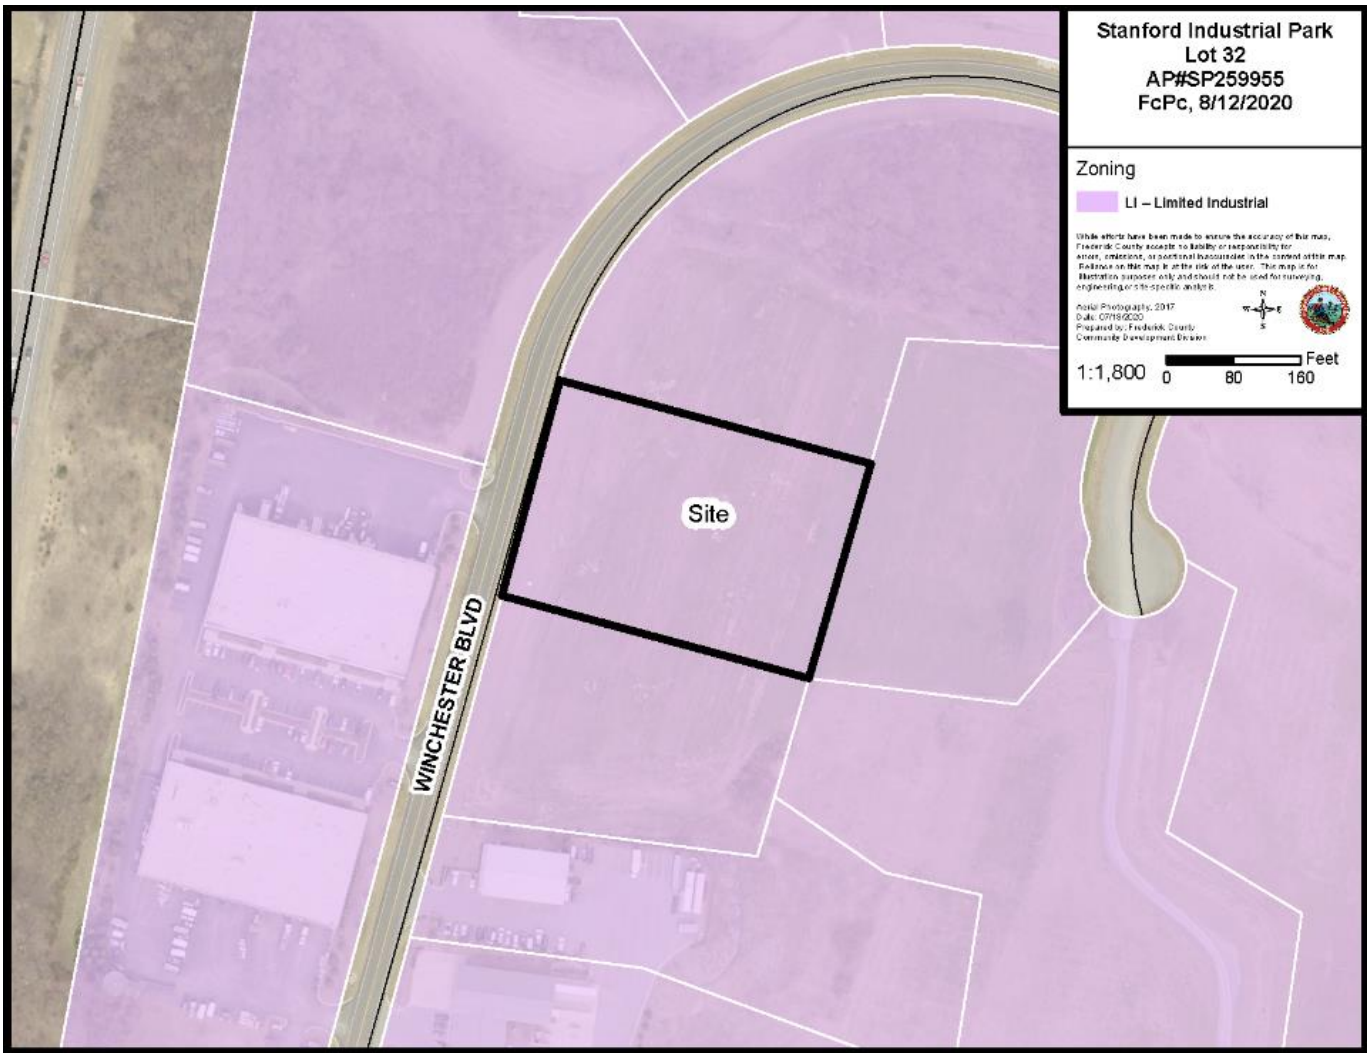 Stanford Industrial Park
Lot 32
AP#SP259955
FcPc, 8/12/2020
Zoning
LI – Limited Industrial
While efforts have been made to ensure the accuracy of this map,
Frederick County accepts no liability or responsibility for
errors, omissions, or positional inaccuracies in the content of this map.
Reliance on this map is at the risk of the user. This map is for
illustration purposes only and should not be used for surveying,
engineering, or site-specific analysis.
Aerial Photography: 2017
Date: 07/18/2020
Prepared by: Frederick County
Community Development Division
N
W E
S
1:1,800
Feet
0 80 160
Site
WINCHESTER BLVD